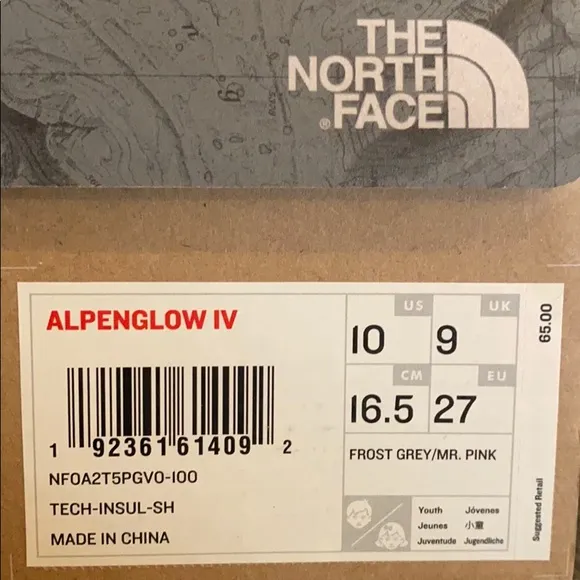 THE
NORTH
FACE
®
ALPENGLOW IV
1 92361 61409 2
NF0A2T5PGV0-100
TECH-INSUL-SH
MADE IN CHINA
US
10
UK
9
CM
16.5
EU
27
FROST GREY/MR. PINK
Youth Jóvenes
Jeunes 小童
Juventude Jugendliche
65.00
Suggested Retail